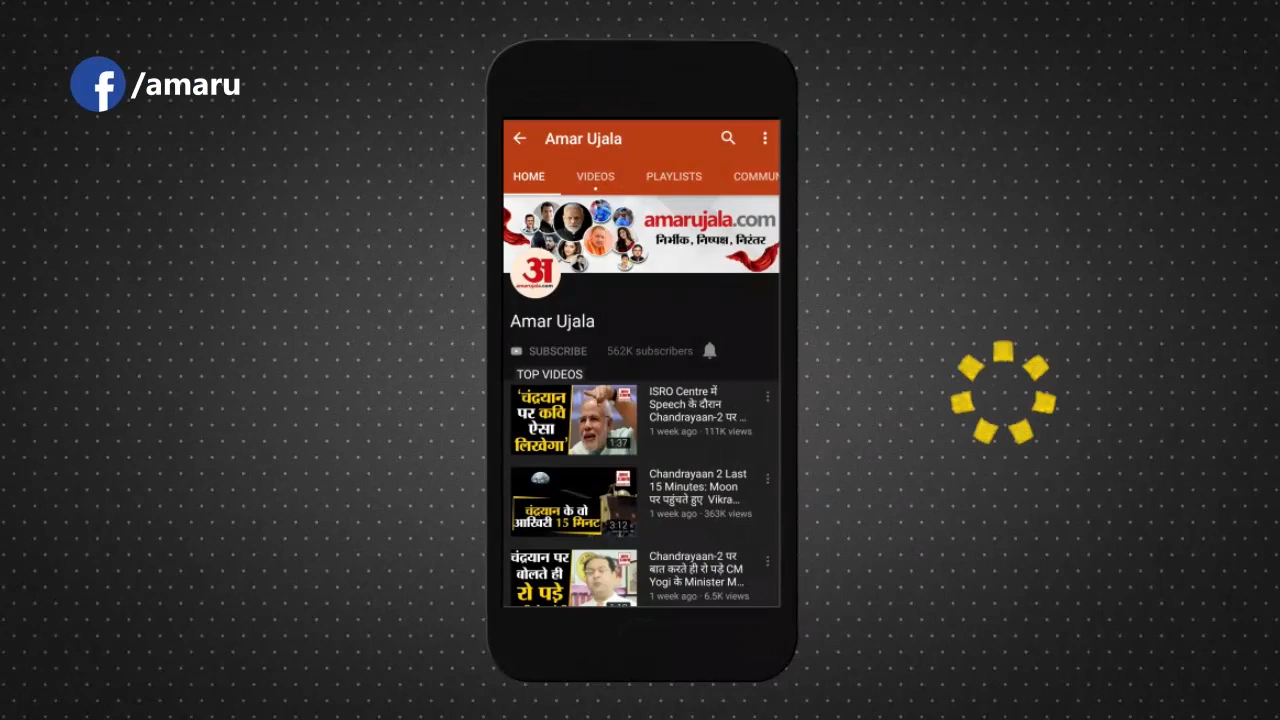 f /amaru
Amar Ujala
HOME VIDEOS PLAYLISTS COMMUN
amarujala.com
निर्भीक, निष्पक्ष, निरंतर
अ
amarujala.com
Amar Ujala
SUBSCRIBE 562K subscribers
TOP VIDEOS
'चंद्रयान
पर कवि
ऐसा
लिखेगा'
1:37
ISRO Centre में
Speech के दौरान
Chandrayaan-2 पर ...
1 week ago · 111K views
चंद्रयान के वो
आखिरी 15 मिनट
3:12
Chandrayaan 2 Last
15 Minutes: Moon
पर पहुंचते हुए Vikra...
1 week ago · 363K views
चंद्रयान पर
बोलते ही
रो पड़े
Chandrayaan-2 पर
बात करते ही रो पड़े CM
Yogi के Minister M...
1 week ago · 6.5K views